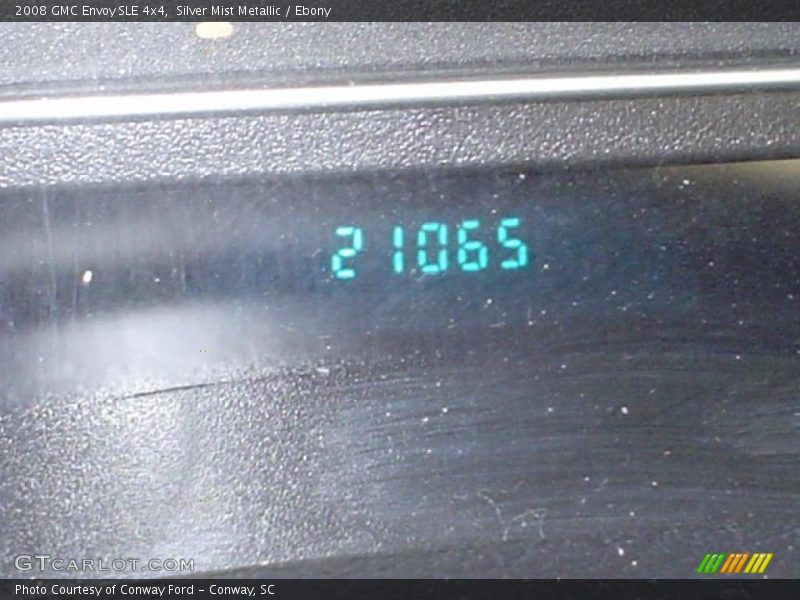 2008 GMC Envoy SLE 4x4, Silver Mist Metallic / Ebony
21065
GTcarlot.com
Photo Courtesy of Conway Ford - Conway, SC